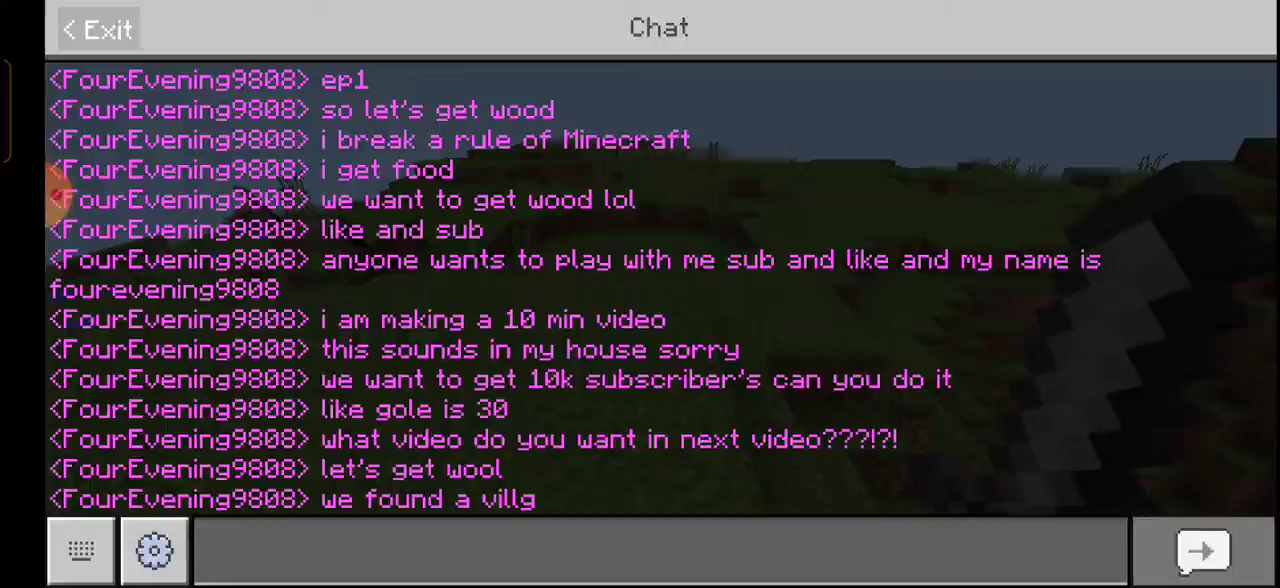 < Exit
Chat
<FourEvening9808> ep1
<FourEvening9808> so let's get wood
<FourEvening9808> i break a rule of Minecraft
<FourEvening9808> i get food
<FourEvening9808> we want to get wood lol
<FourEvening9808> like and sub
<FourEvening9808> anyone wants to play with me sub and like and my name is
fourevening9808
<FourEvening9808> i am making a 10 min video
<FourEvening9808> this sounds in my house sorry
<FourEvening9808> we want to get 10k subscriber's can you do it
<FourEvening9808> like gole is 30
<FourEvening9808> what video do you want in next video???!?!
<FourEvening9808> let's get wool
<FourEvening9808> we found a villg